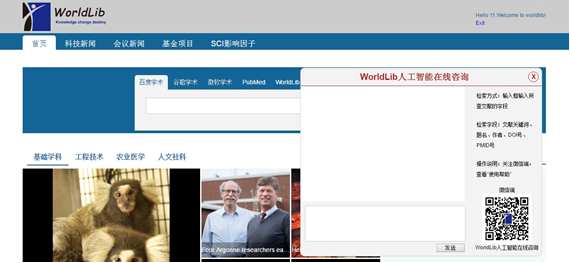 WorldLib
Knowledge change destiny
Hello 11 !Welcome to worldlib!
Exit
首页 科技新闻 会议新闻 基金项目 SCI影响因子
百度学术 谷歌学术 微软学术 PubMed WorldLib
基础学科 工程技术 农业医学 人文社科
Four Argonne researchers ea...
He
WorldLib人工智能在线咨询
X
检索方式：输入框输入所
查文献的字段
检索字段：文献关键词、
题名、作者、DOI号、
PMID号
操作说明：关注微信端，
查看"使用帮助"
微信端
WorldLib人工智能在线咨询
发送